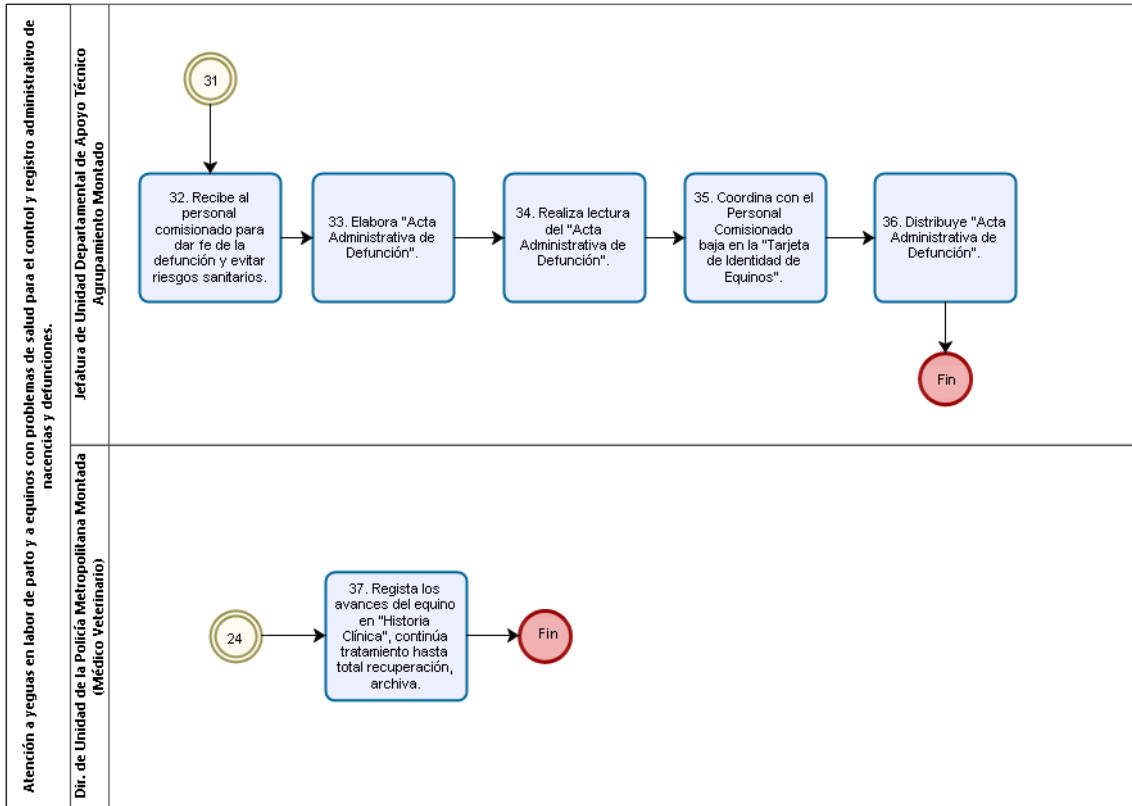 Atención a yeguas en labor de parto y a equinos con problemas de salud para el control y registro administrativo de
nacencias y defunciones.
Jefatura de Unidad Departamental de Apoyo Técnico
Agrupamiento Montado
31
32. Recibe al
personal
comisionado para
dar fe de la
defunción y evitar
riesgos sanitarios.
33. Elabora "Acta
Administrativa de
Defunción".
34. Realiza lectura
del "Acta
Administrativa de
Defunción".
35. Coordina con el
Personal
Comisionado
baja en la "Tarjeta
de Identidad de
Equinos".
36. Distribuye "Acta
Administrativa de
Defunción".
Fin
Dir. de Unidad de la Policía Metropolitana Montada
(Médico Veterinario)
24
37. Regista los
avances del equino
en "Historia
Clínica", continúa
tratamiento hasta
total recuperación,
archiva.
Fin